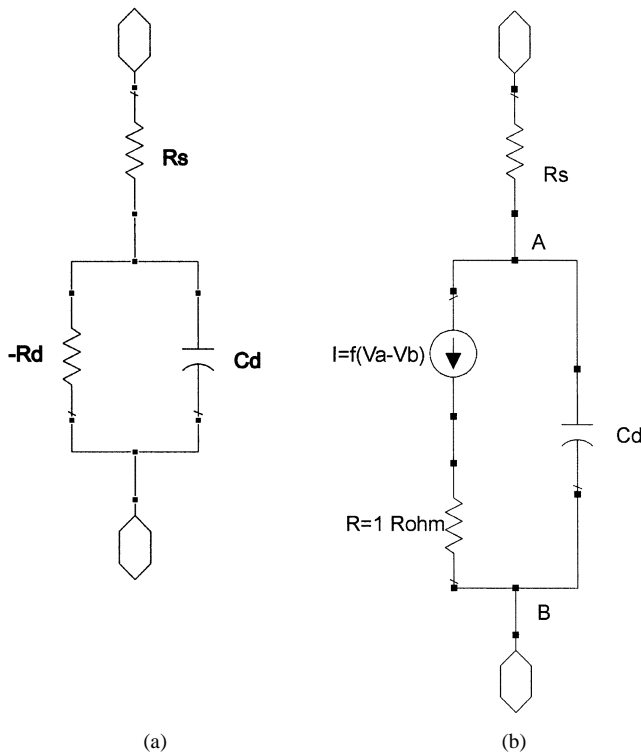 Rs
-Rd
Cd
(a)
Rs
A
I=f(Va-Vb)
Cd
R=1 Rohm
B
(b)